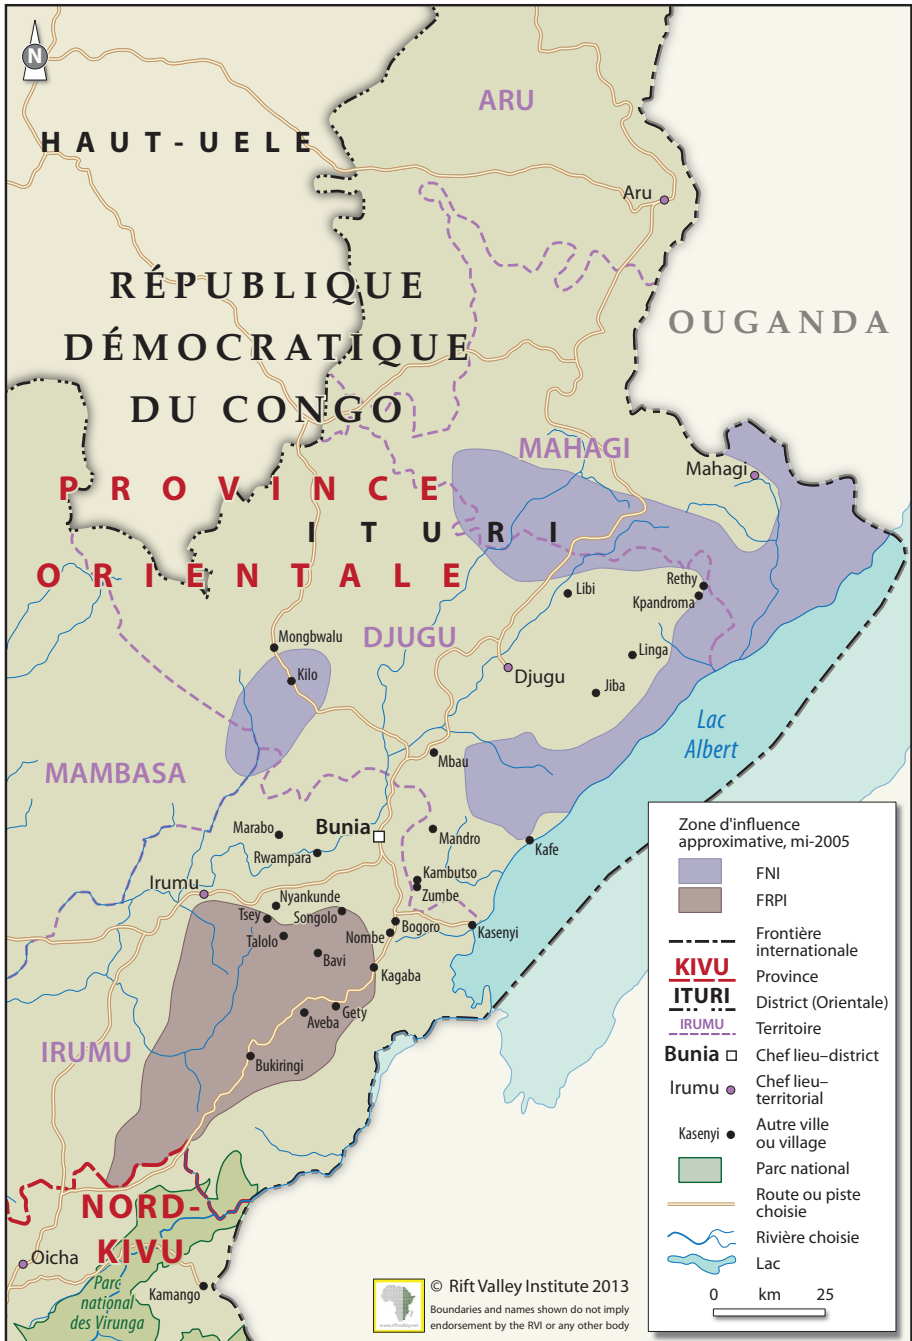 N
ARU
HAUT-UELE
Aru
RÉPUBLIQUE
DÉMOCRATIQUE
DU CONGO
OUGANDA
MAHAGI
Mahagi
PROVINCE
ITURI
ORIENTALE
Rethy
Libi
Kpandroma
Mongbwalu
DJUGU
Linga
Kilo
Djugu
Jiba
Lac
Albert
Mbau
MAMBASA
Marabo
Bunia
Mandro
Rwampara
Kafe
Kambutso
Irumu
Zumbe
Nyankunde
Tsey
Songolo
Bogoro
Talolo
Nombe
Kasenyi
Bavi
Kagaba
Gety
Aveba
IRUMU
Bukiringi
NORD-
KIVU
Oicha
Parc
national
des Virunga
Kamango
Zone d'influence
approximative, mi-2005
FNI
FRPI
Frontière
internationale
KIVU Province
ITURI District (Orientale)
IRUMU Territoire
Bunia Chef lieu–district
Irumu Chef lieu–
territorial
Kasenyi Autre ville
ou village
Parc national
Route ou piste
choisie
Rivière choisie
Lac
0 km 25
© Rift Valley Institute 2013
Boundaries and names shown do not imply
endorsement by the RVI or any other body
www.riftvalley.net